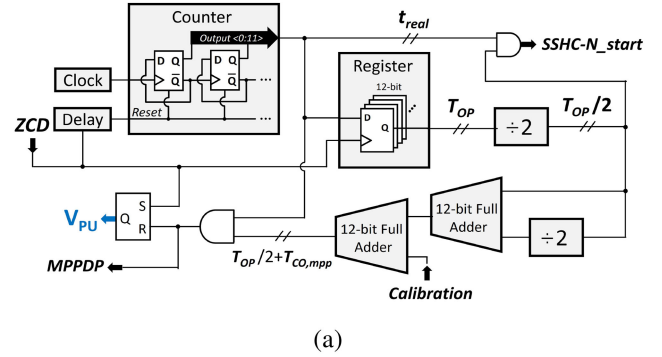 Counter
Output <0:11>
D Q
Q
D Q
Q
...
...
Clock
Delay
Reset
...
ZCD
t_real
SSHC-N_start
Register
12-bit
D
Q
...
T_OP
÷2
T_OP/2
V_PU
Q
S
R
MPPDP
T_OP/2+T_CO,mpp
12-bit Full
Adder
12-bit Full
Adder
÷2
Calibration
(a)